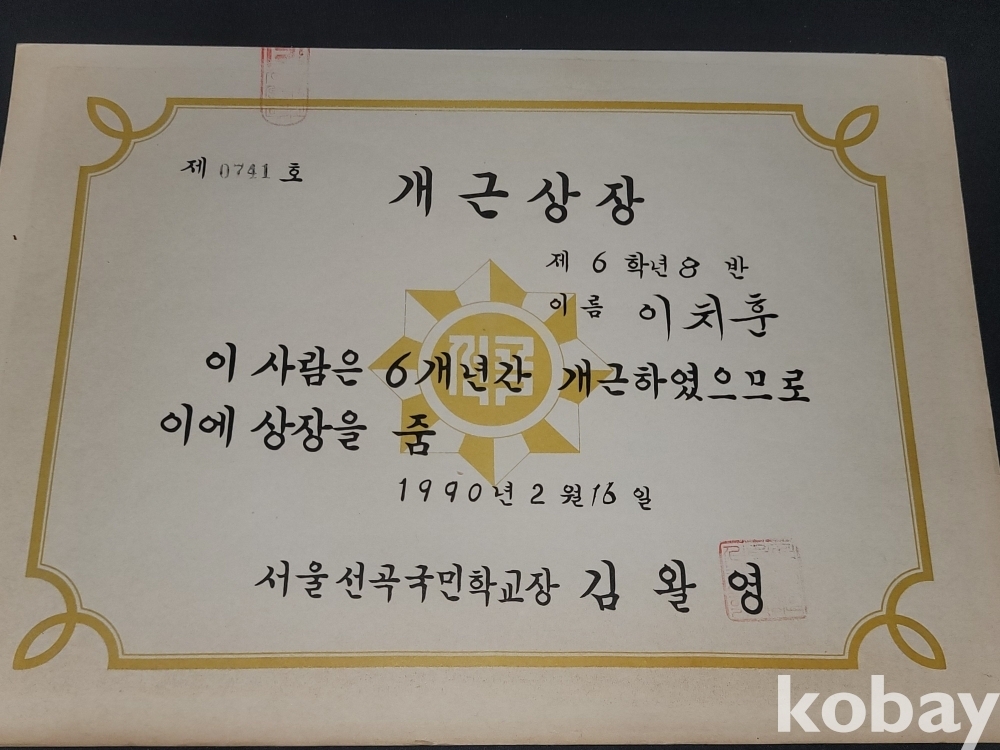 제 0741 호
개근상장
제 6 학년 8 반
이름 이치훈
이 사람은 6개년간 개근하였으므로
이에 상장을 줌
1990년 2월 16일
서울선곡국민학교장 김왈영
kobay